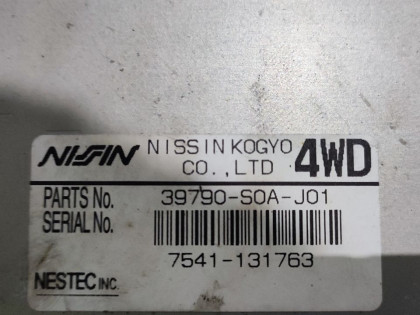 NISSIN NISSIN KOGYO
CO.,LTD 4WD
PARTS No. 39790-S0A-J01
SERIAL No.
7541-131763
NESTEC INC.